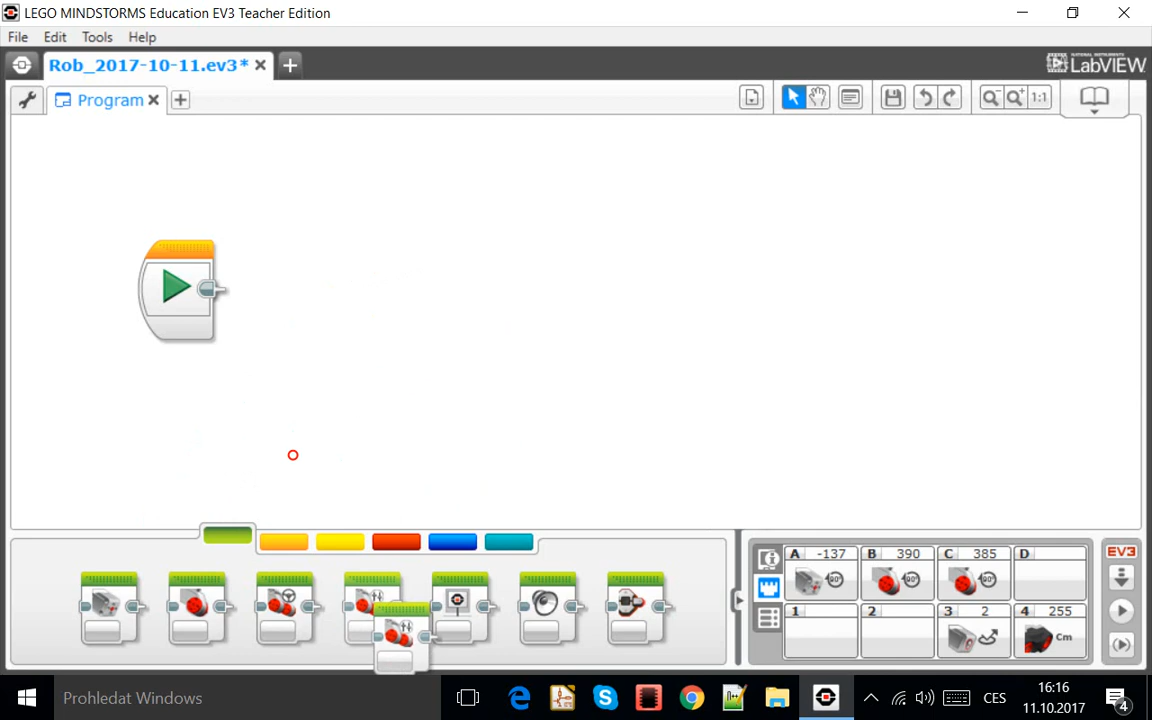 LEGO MINDSTORMS Education EV3 Teacher Edition
File Edit Tools Help
Rob_2017-10-11.ev3*
NATIONAL INSTRUMENTS
LabVIEW
Program
1:1
A -137 B 390 C 385 D
EV3
1 2 3 2 4 255
Cm
Prohledat Windows
CES
16:16
11.10.2017
4